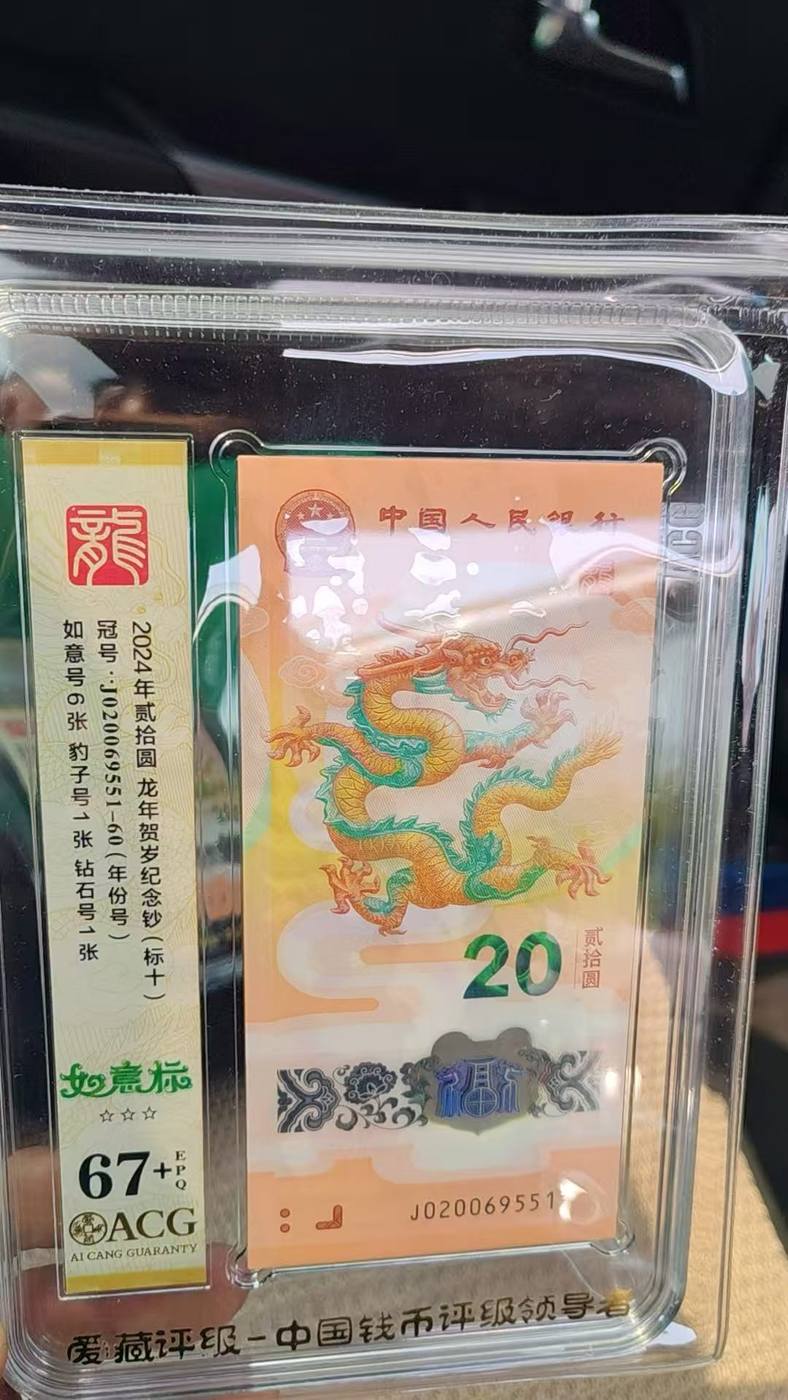 龍
2024年贰拾圆 龙年贺岁纪念钞(标十)
冠号:J020069551-60(年份号)
如意号6张 豹子号1张 钻石号1张
如意标
☆☆☆
67+
EPQ
ACG
AI CANG GUARANTY
中国人民银行
20
贰拾圆
福
J020069551
爱藏评级-中国钱币评级领导者